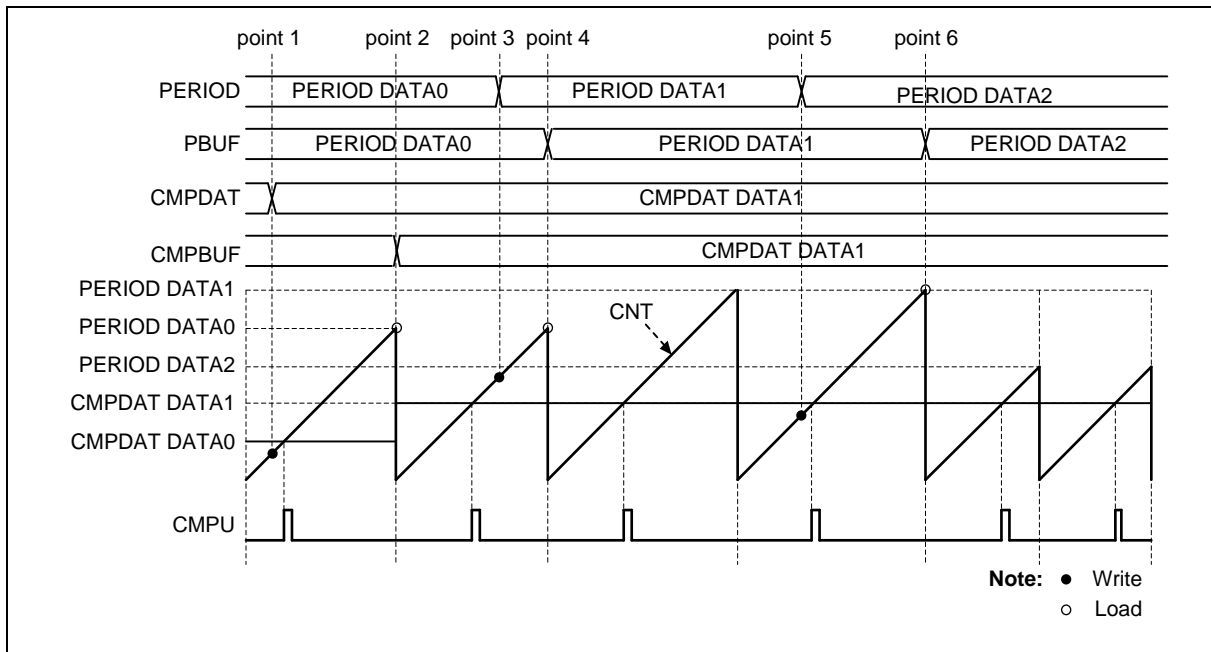 point 1 point 2 point 3 point 4 point 5 point 6
PERIOD PERIOD DATA0 PERIOD DATA1 PERIOD DATA2
PBUF PERIOD DATA0 PERIOD DATA1 PERIOD DATA2
CMPDAT CMPDAT DATA1
CMPBUF CMPDAT DATA1
PERIOD DATA1
CNT
PERIOD DATA0
PERIOD DATA2
CMPDAT DATA1
CMPDAT DATA0
CMPU
Note: ● Write
○ Load